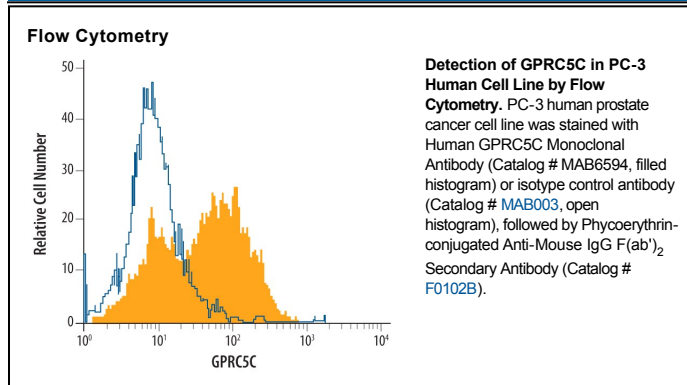 Flow Cytometry
50
40
30
20
10
0
Relative Cell Number
10⁰ 10¹ 10² 10³ 10⁴
GPRC5C
Detection of GPRC5C in PC-3
Human Cell Line by Flow
Cytometry. PC-3 human prostate
cancer cell line was stained with
Human GPRC5C Monoclonal
Antibody (Catalog # MAB6594, filled
histogram) or isotype control antibody
(Catalog # MAB003, open
histogram), followed by Phycoerythrin-
conjugated Anti-Mouse IgG F(ab')₂
Secondary Antibody (Catalog #
F0102B).